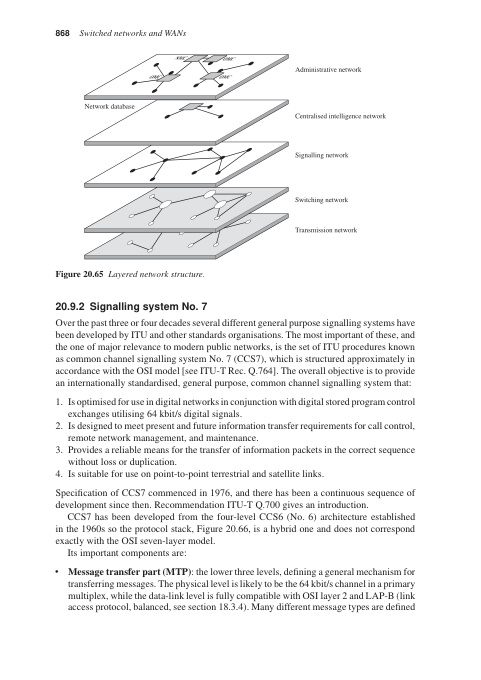 868 Switched networks and WANs
Administrative network
Network database
Centralised intelligence network
Signalling network
Switching network
Transmission network
Figure 20.65 Layered network structure.
20.9.2 Signalling system No. 7
Over the past three or four decades several different general purpose signalling systems have
been developed by ITU and other standards organisations. The most important of these, and
the one of major relevance to modern public networks, is the set of ITU procedures known
as common channel signalling system No. 7 (CCS7), which is structured approximately in
accordance with the OSI model [see ITU-T Rec. Q.764]. The overall objective is to provide
an internationally standardised, general purpose, common channel signalling system that:
1. Is optimised for use in digital networks in conjunction with digital stored program control
exchanges utilising 64 kbit/s digital signals.
2. Is designed to meet present and future information transfer requirements for call control,
remote network management, and maintenance.
3. Provides a reliable means for the transfer of information packets in the correct sequence
without loss or duplication.
4. Is suitable for use on point-to-point terrestrial and satellite links.
Specification of CCS7 commenced in 1976, and there has been a continuous sequence of
development since then. Recommendation ITU-T Q.700 gives an introduction.
CCS7 has been developed from the four-level CCS6 (No. 6) architecture established
in the 1960s so the protocol stack, Figure 20.66, is a hybrid one and does not correspond
exactly with the OSI seven-layer model.
Its important components are:
• Message transfer part (MTP): the lower three levels, defining a general mechanism for
transferring messages. The physical level is likely to be the 64 kbit/s channel in a primary
multiplex, while the data-link level is fully compatible with OSI layer 2 and LAP-B (link
access protocol, balanced, see section 18.3.4). Many different message types are defined